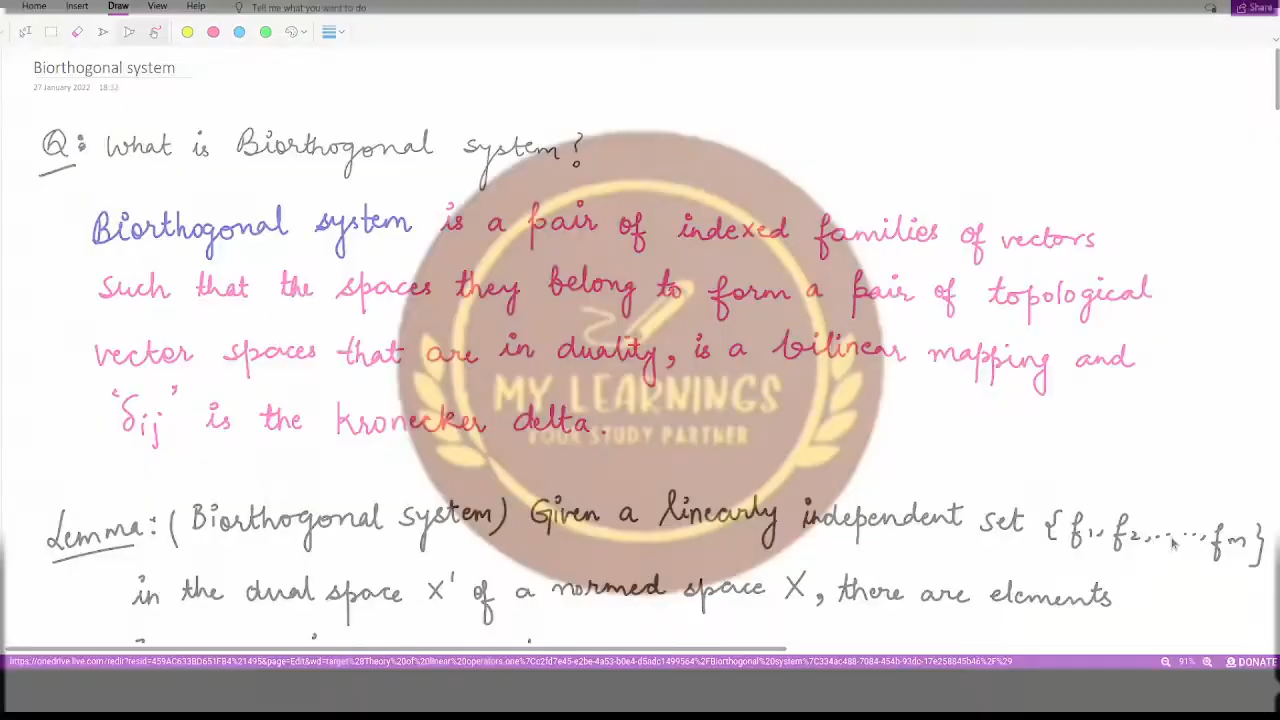 Home Insert Draw View Help Tell me what you want to do Share
Biorthogonal system
27 January 2022 18:33
Q: What is Biorthogonal system?
Biorthogonal system is a pair of indexed families of vectors
such that the spaces they belong to form a pair of topological
vector spaces that are in duality, is a bilinear mapping and
'δij' is the Kronecker delta.
MY LEARNINGS
YOUR STUDY PARTNER
Lemma: (Biorthogonal system) Given a linearly independent set {f1, f2,......, fm}
in the dual space X' of a normed space X, there are elements
91% DONATE